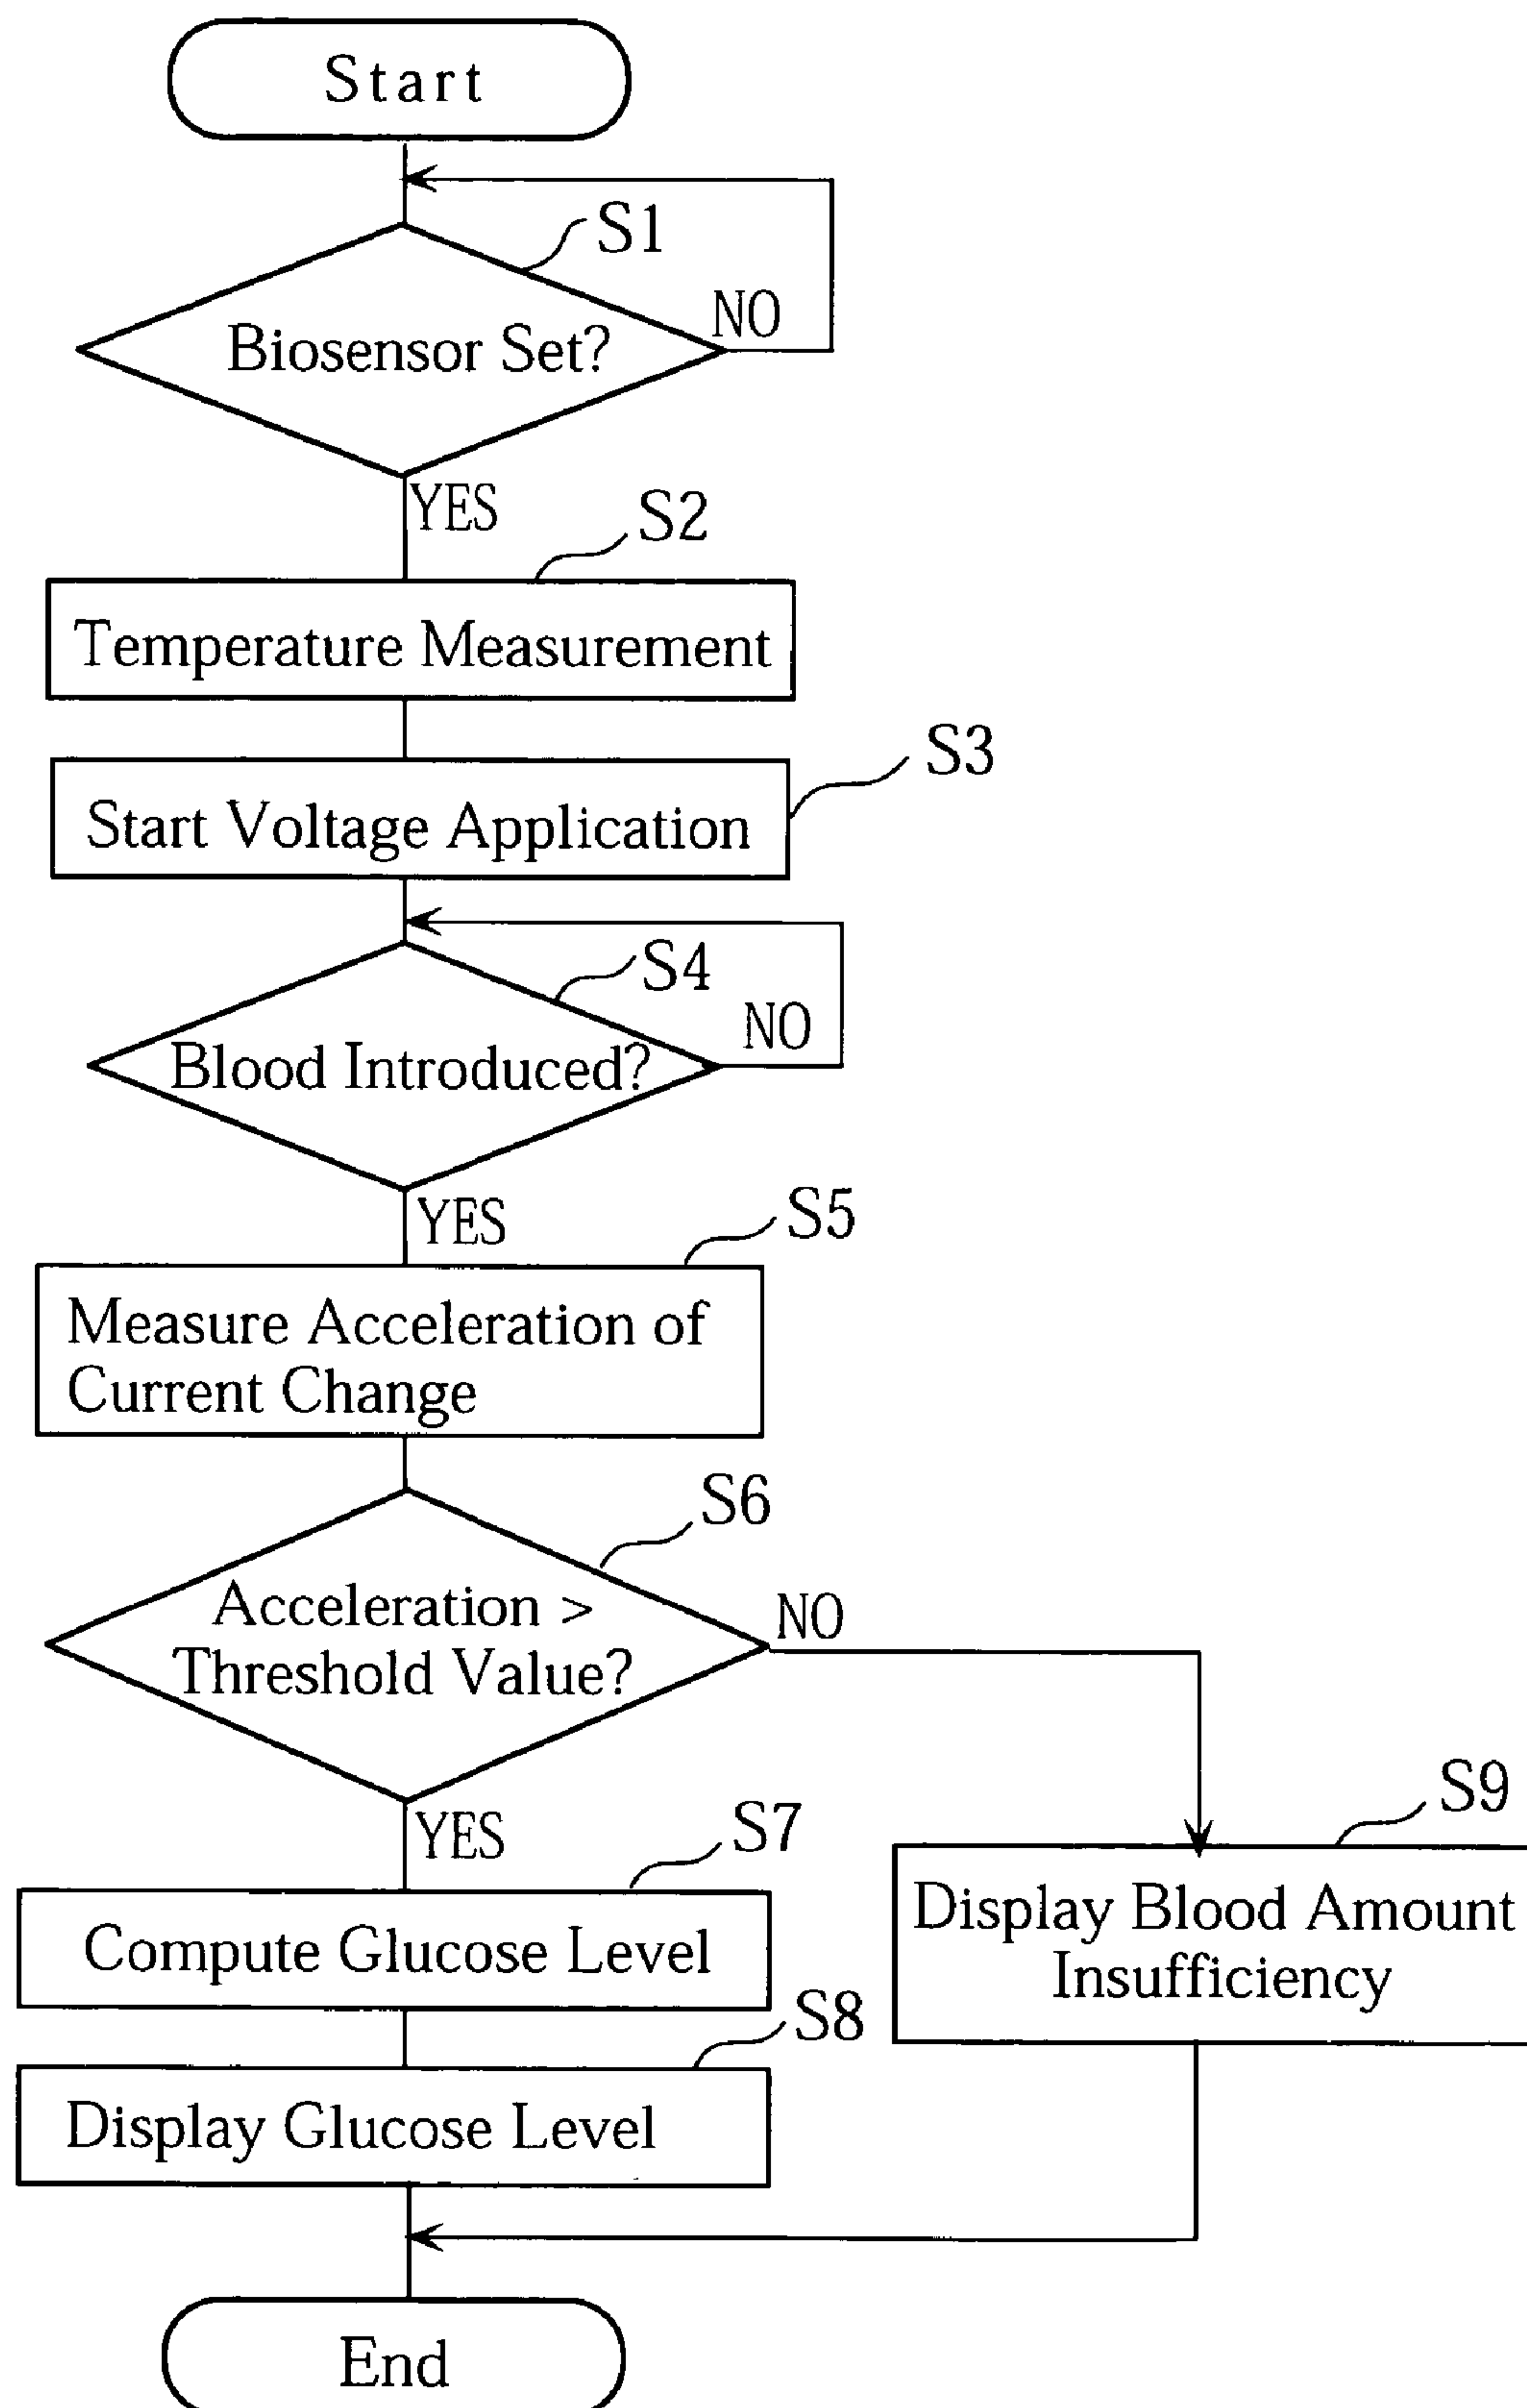 Start
S1
NO
Biosensor Set?
YES
S2
Temperature Measurement
S3
Start Voltage Application
S4
NO
Blood Introduced?
YES
S5
Measure Acceleration of
Current Change
S6
Acceleration >
Threshold Value?
NO
YES
S7
Compute Glucose Level
S9
Display Blood Amount
Insufficiency
S8
Display Glucose Level
End